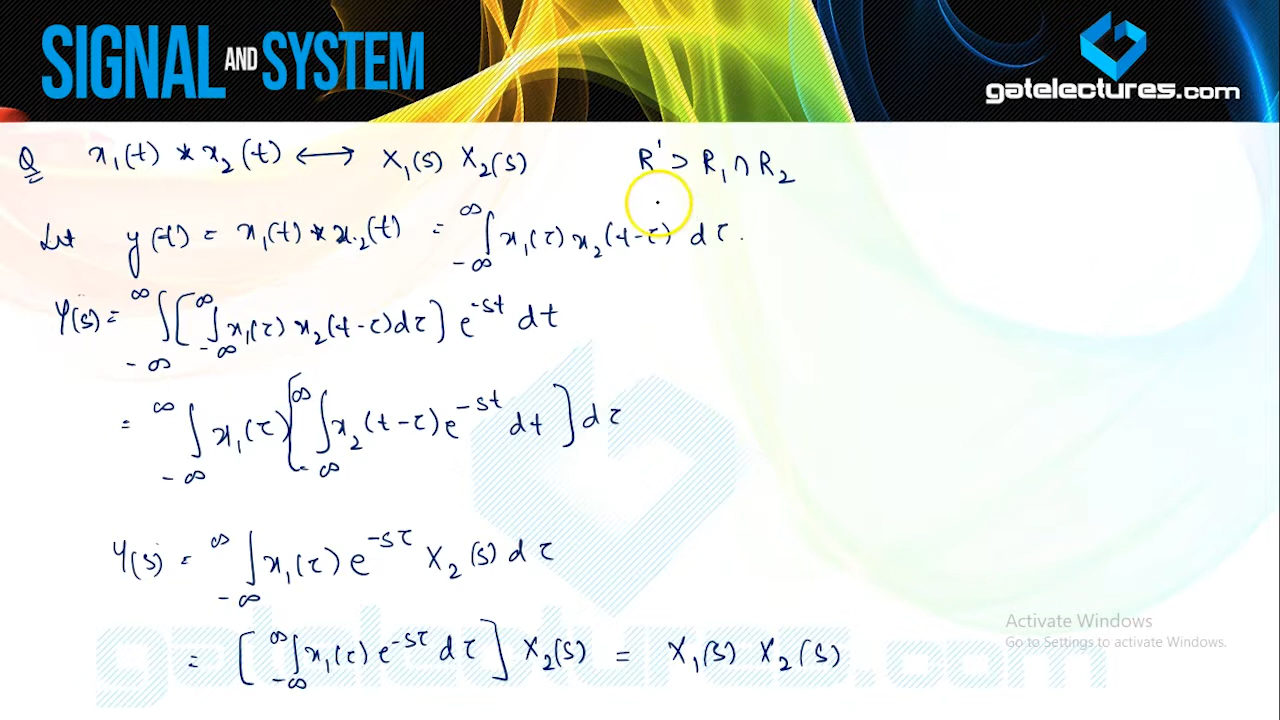 SIGNAL AND SYSTEM
gatelectures.com
Q x₁(t) * x₂(t) ⟷ X₁(s) X₂(s) R' ⊃ R₁ ∩ R₂
Let y(t) = x₁(t) * x₂(t) = ∫_{-∞}^{∞} x₁(τ) x₂(t-τ) dτ.
Y(s) = ∫_{-∞}^{∞} [ ∫_{-∞}^{∞} x₁(τ) x₂(t-τ) dτ ] e^{-st} dt
= ∫_{-∞}^{∞} x₁(τ) [ ∫_{-∞}^{∞} x₂(t-τ) e^{-st} dt ] dτ
Y(s) = ∫_{-∞}^{∞} x₁(τ) e^{-sτ} X₂(s) dτ
= [ ∫_{-∞}^{∞} x₁(τ) e^{-sτ} dτ ] X₂(s) = X₁(s) X₂(s)
Activate Windows
Go to Settings to activate Windows.
gatelectures.com